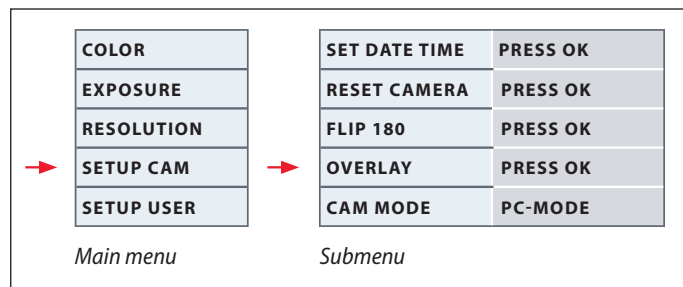 COLOR
EXPOSURE
RESOLUTION
SETUP CAM
SETUP USER
Main menu
SET DATE TIME PRESS OK
RESET CAMERA PRESS OK
FLIP 180 PRESS OK
OVERLAY PRESS OK
CAM MODE PC-MODE
Submenu